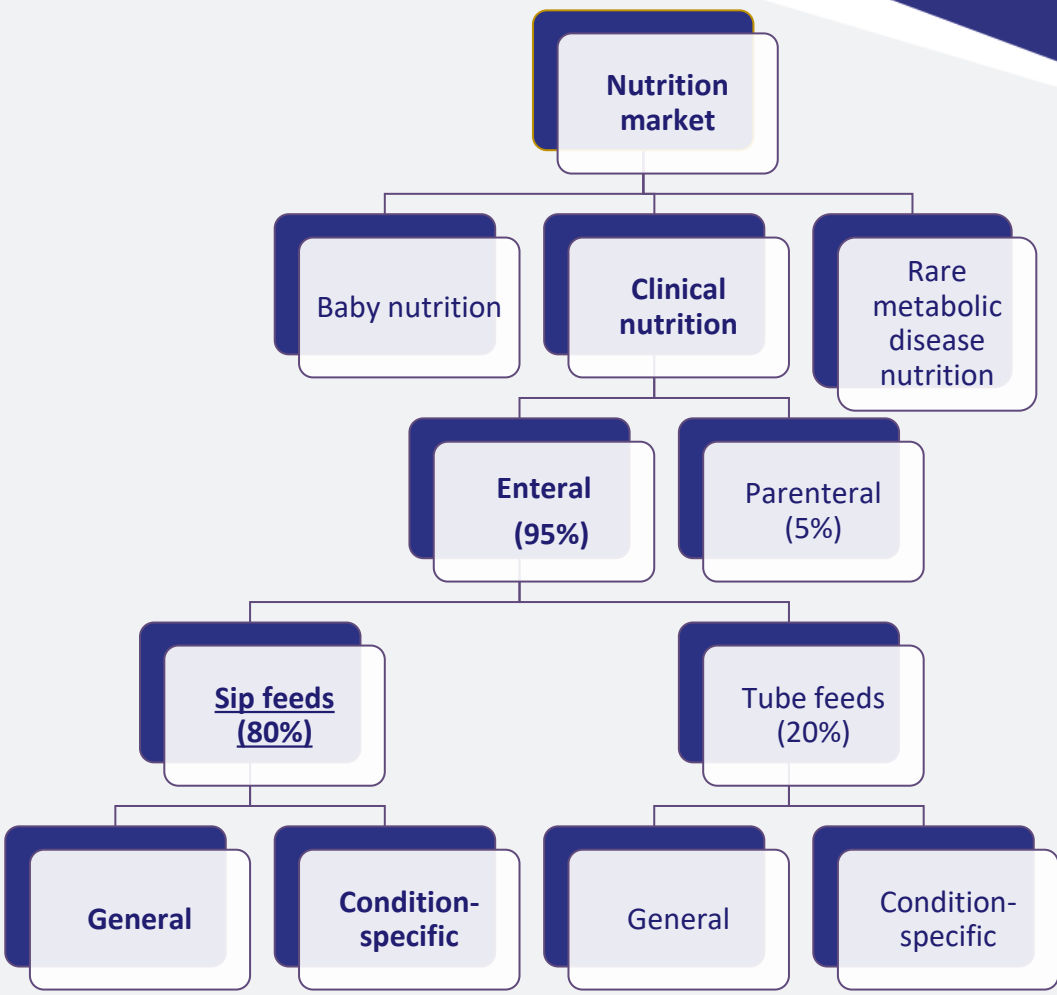 Nutrition
market
Baby nutrition
Clinical
nutrition
Rare
metabolic
disease
nutrition
Enteral
(95%)
Parenteral
(5%)
Sip feeds
(80%)
Tube feeds
(20%)
General
Condition-
specific
General
Condition-
specific